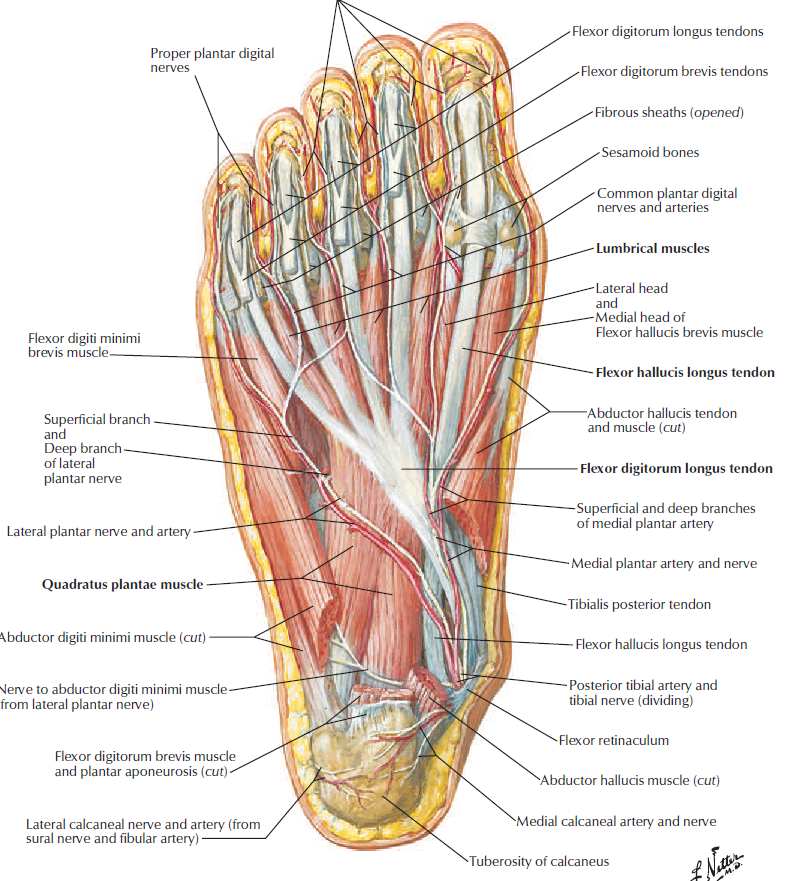 Proper plantar digital
nerves
Flexor digiti minimi
brevis muscle
Superficial branch
and
Deep branch
of lateral
plantar nerve
Lateral plantar nerve and artery
Quadratus plantae muscle
Abductor digiti minimi muscle (cut)
Nerve to abductor digiti minimi muscle
from lateral plantar nerve)
Flexor digitorum brevis muscle
and plantar aponeurosis (cut)
Lateral calcaneal nerve and artery (from
sural nerve and fibular artery)
Flexor digitorum longus tendons
Flexor digitorum brevis tendons
Fibrous sheaths (opened)
Sesamoid bones
Common plantar digital
nerves and arteries
Lumbrical muscles
Lateral head
and
Medial head of
Flexor hallucis brevis muscle
Flexor hallucis longus tendon
Abductor hallucis tendon
and muscle (cut)
Flexor digitorum longus tendon
Superficial and deep branches
of medial plantar artery
Medial plantar artery and nerve
Tibialis posterior tendon
Flexor hallucis longus tendon
Posterior tibial artery and
tibial nerve (dividing)
Flexor retinaculum
Abductor hallucis muscle (cut)
Medial calcaneal artery and nerve
Tuberosity of calcaneus
F. Netter
M.D.